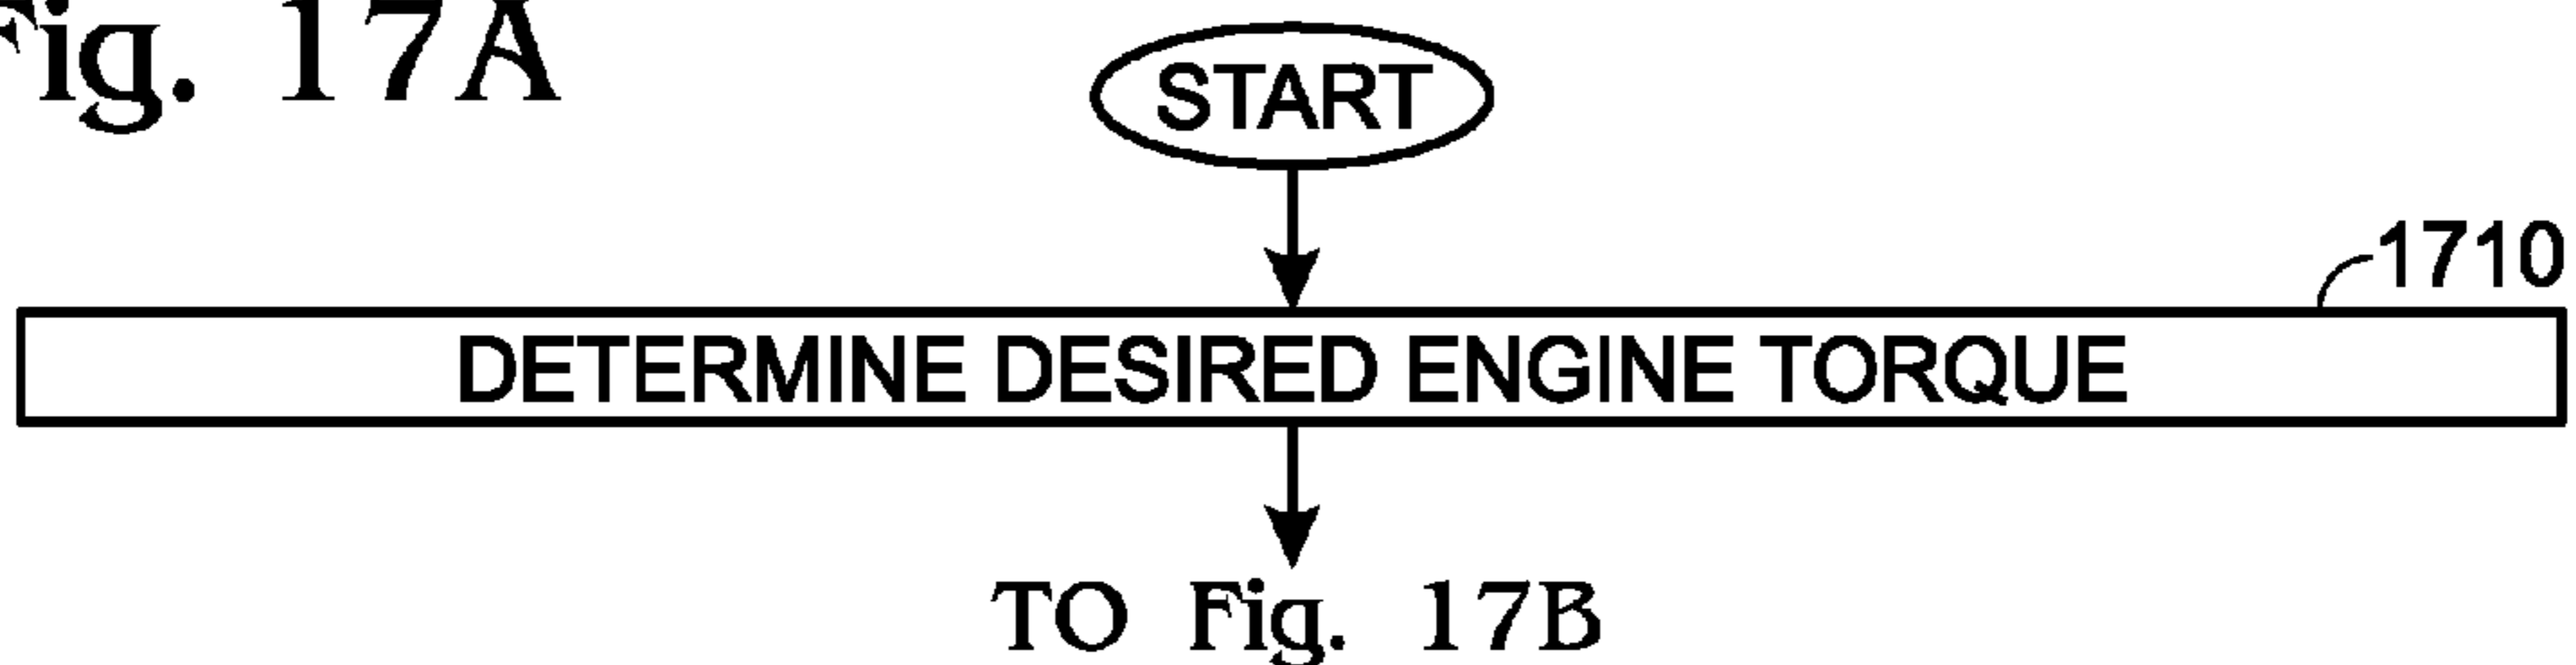 Fig. 17A
START
1710
DETERMINE DESIRED ENGINE TORQUE
TO Fig. 17B